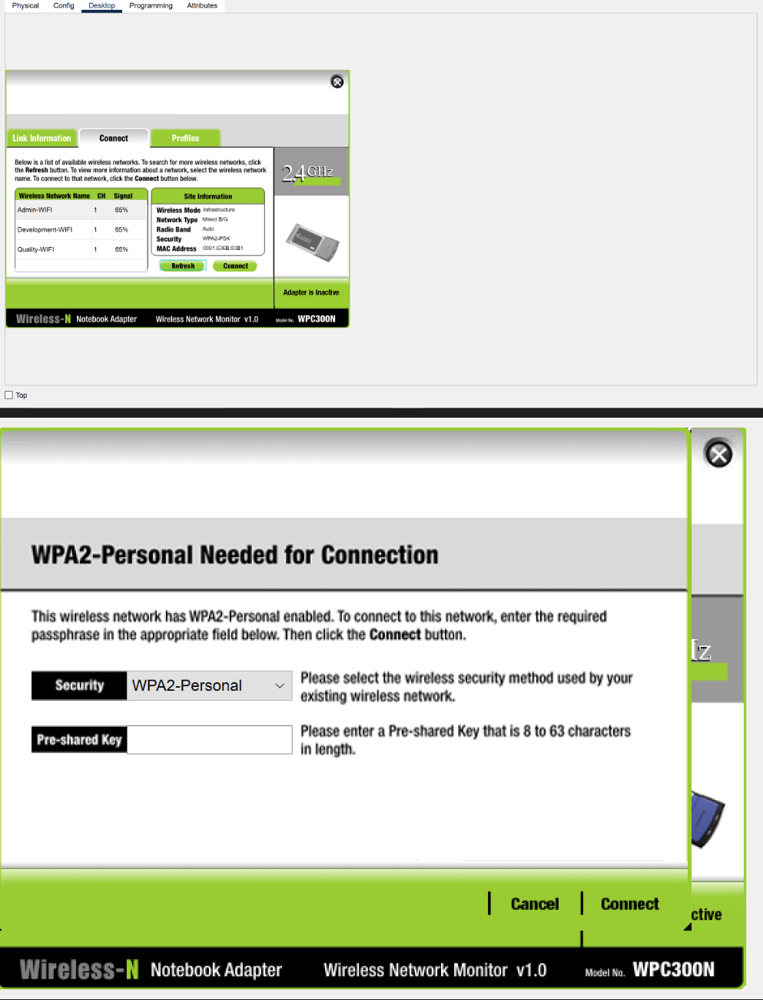 Physical Config Desktop Programming Attributes
Link Information Connect Profiles
Below is a list of available wireless networks. To search for more wireless networks, click
the Refresh button. To view more information about a network, select the wireless network
name. To connect to that network, click the Connect button below.
2.4GHz
Wireless Network Name CH Signal
Admin-WIFI 1 65%
Development-WIFI 1 65%
Quality-WIFI 1 65%
Site Information
Wireless Mode Infrastructure
Network Type Mixed B/G
Radio Band Auto
Security WPA2-PSK
MAC Address 0001.636B.93B1
Refresh Connect
Adapter is Inactive
Wireless-N Notebook Adapter Wireless Network Monitor v1.0 Model No. WPC300N
Top
WPA2-Personal Needed for Connection
This wireless network has WPA2-Personal enabled. To connect to this network, enter the required
passphrase in the appropriate field below. Then click the Connect button.
Hz
Security WPA2-Personal
Please select the wireless security method used by your
existing wireless network.
Pre-shared Key
Please enter a Pre-shared Key that is 8 to 63 characters
in length.
Cancel Connect
ctive
Wireless-N Notebook Adapter Wireless Network Monitor v1.0 Model No. WPC300N